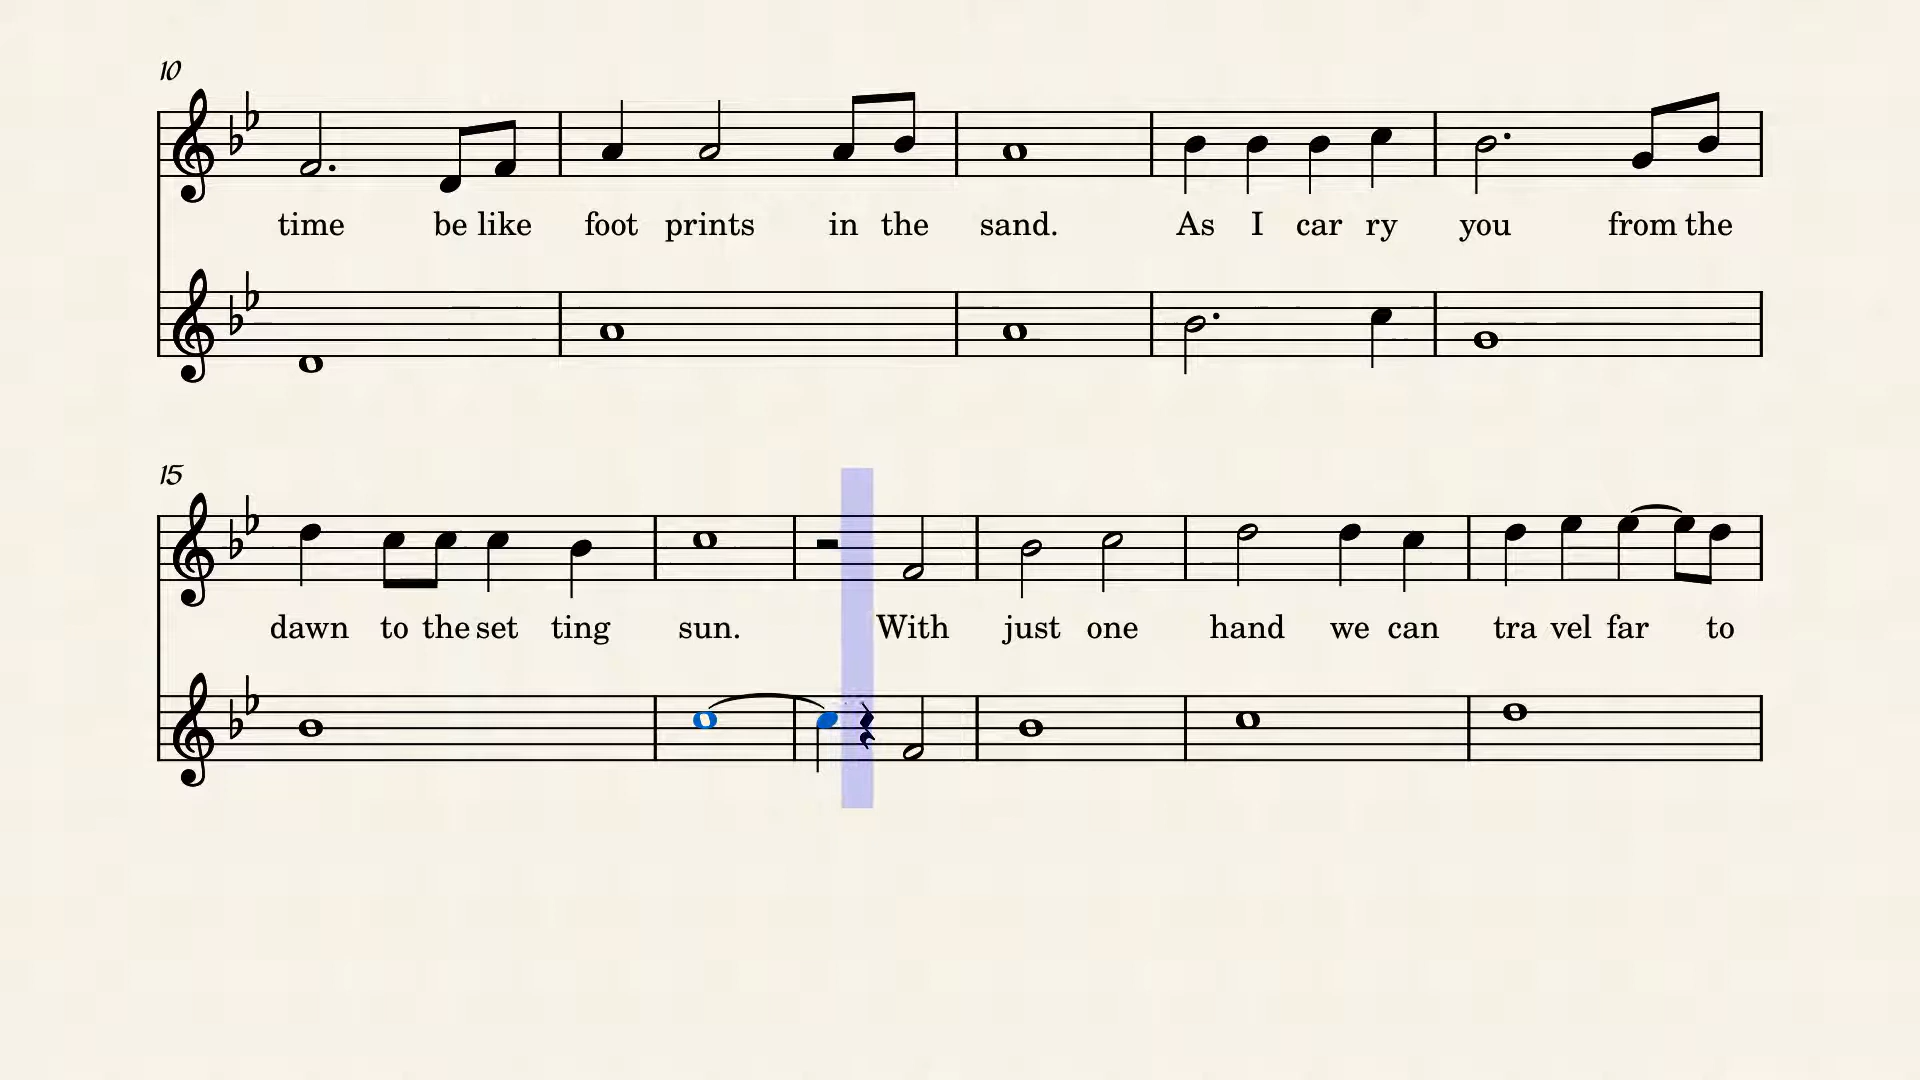 10
time be like foot prints in the sand. As I car ry you from the
15
dawn to the set ting sun. With just one hand we can tra vel far to